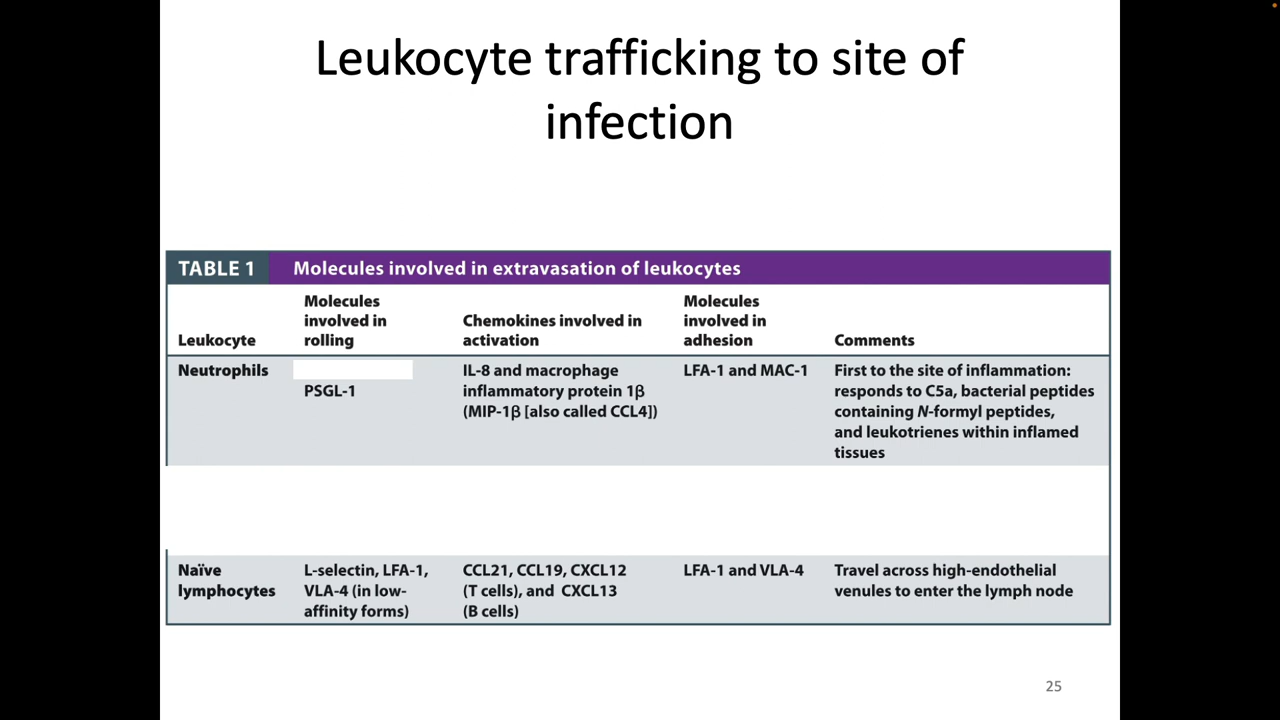 Leukocyte trafficking to site of
infection
TABLE 1 Molecules involved in extravasation of leukocytes
Leukocyte
Molecules
involved in
rolling
Chemokines involved in
activation
Molecules
involved in
adhesion
Comments
Neutrophils
PSGL-1
IL-8 and macrophage
inflammatory protein 1β
(MIP-1β [also called CCL4])
LFA-1 and MAC-1
First to the site of inflammation:
responds to C5a, bacterial peptides
containing N-formyl peptides,
and leukotrienes within inflamed
tissues
Naïve
lymphocytes
L-selectin, LFA-1,
VLA-4 (in low-
affinity forms)
CCL21, CCL19, CXCL12
(T cells), and CXCL13
(B cells)
LFA-1 and VLA-4
Travel across high-endothelial
venules to enter the lymph node
25